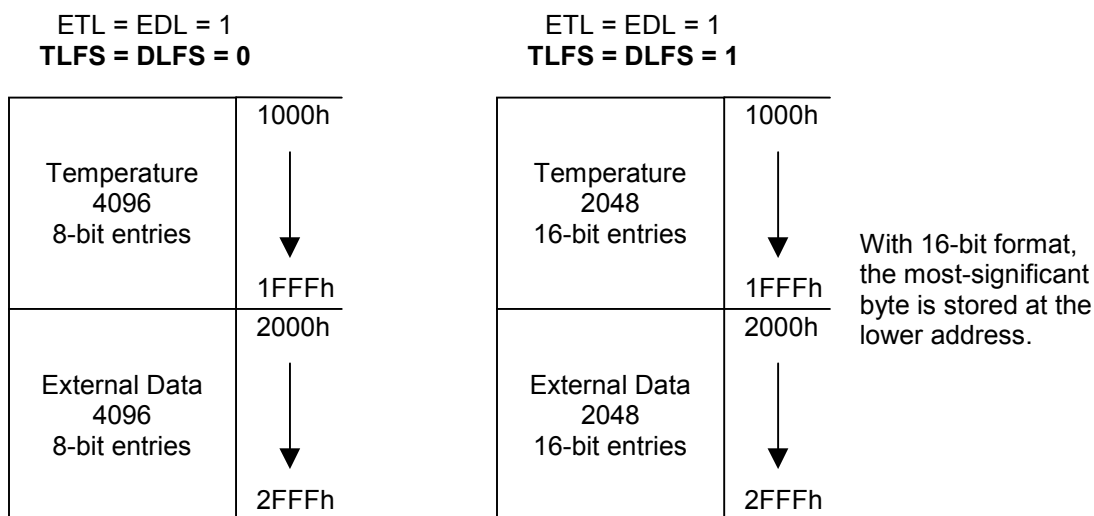 ETL = EDL = 1
TLFS = DLFS = 0
1000h
Temperature
4096
8-bit entries
1FFFh
2000h
External Data
4096
8-bit entries
2FFFh
ETL = EDL = 1
TLFS = DLFS = 1
1000h
Temperature
2048
16-bit entries
1FFFh
2000h
External Data
2048
16-bit entries
2FFFh
With 16-bit format,
the most-significant
byte is stored at the
lower address.